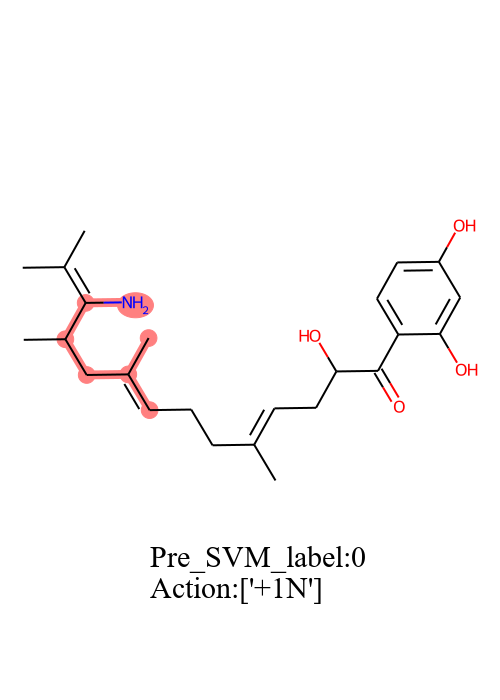 OH
NH2
HO
OH
O
Pre_SVM_label:0
Action:['+1N']